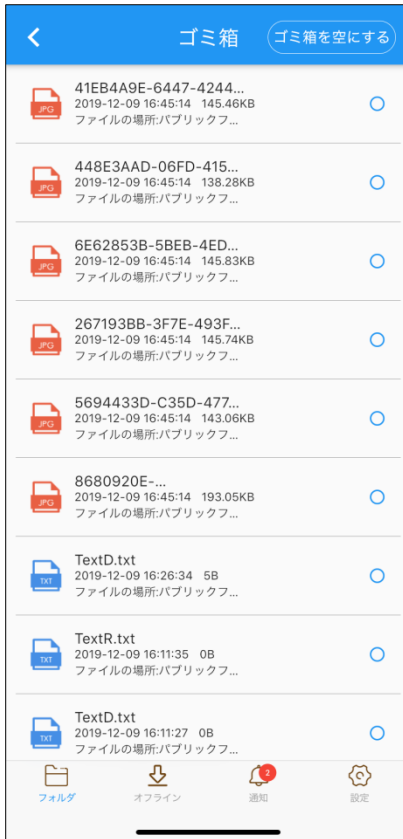 ゴミ箱
ゴミ箱を空にする
41EB4A9E-6447-4244...
JPG
2019-12-09 16:45:14 145.46KB
ファイルの場所:パブリックフ...
448E3AAD-06FD-415...
JPG
2019-12-09 16:45:14 138.28KB
ファイルの場所:パブリックフ...
6E62853B-5BEB-4ED...
JPG
2019-12-09 16:45:14 145.83KB
ファイルの場所:パブリックフ...
267193BB-3F7E-493F...
JPG
2019-12-09 16:45:14 145.74KB
ファイルの場所:パブリックフ...
5694433D-C35D-477...
JPG
2019-12-09 16:45:14 143.06KB
ファイルの場所:パブリックフ...
8680920E-...
JPG
2019-12-09 16:45:14 193.05KB
ファイルの場所:パブリックフ...
TextD.txt
TXT
2019-12-09 16:26:34 5B
ファイルの場所:パブリックフ...
TextR.txt
TXT
2019-12-09 16:11:35 0B
ファイルの場所:パブリックフ...
TextD.txt
TXT
2019-12-09 16:11:27 0B
ファイルの場所:パブリックフ...
2
フォルダ
オフライン
通知
設定